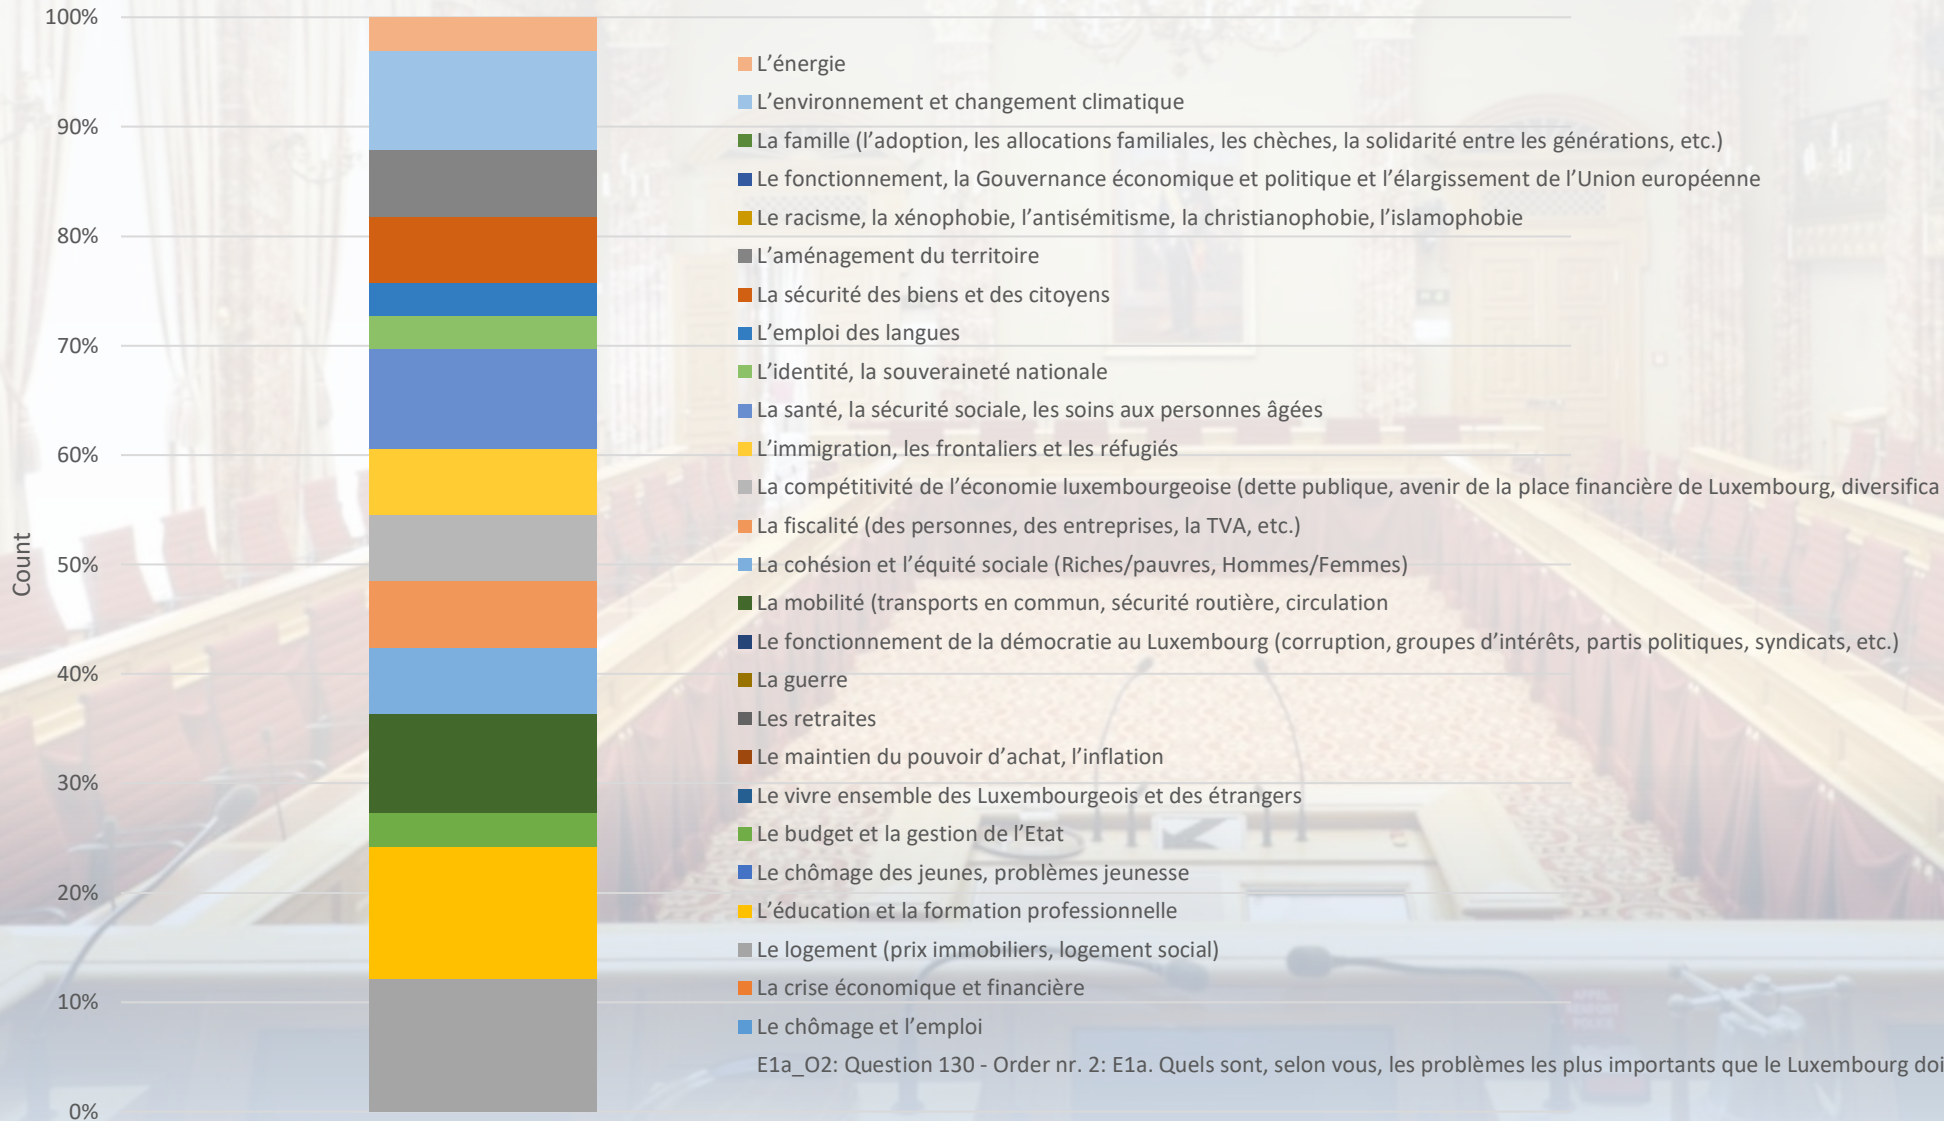 100%
90%
80%
70%
60%
50%
40%
30%
20%
10%
0%
Count
L'énergie
L'environnement et changement climatique
La famille (l'adoption, les allocations familiales, les chèches, la solidarité entre les générations, etc.)
Le fonctionnement, la Gouvernance économique et politique et l'élargissement de l'Union européenne
Le racisme, la xénophobie, l'antisémitisme, la christianophobie, l'islamophobie
L'aménagement du territoire
La sécurité des biens et des citoyens
L'emploi des langues
L'identité, la souveraineté nationale
La santé, la sécurité sociale, les soins aux personnes âgées
L'immigration, les frontaliers et les réfugiés
La compétitivité de l'économie luxembourgeoise (dette publique, avenir de la place financière de Luxembourg, diversifica
La fiscalité (des personnes, des entreprises, la TVA, etc.)
La cohésion et l'équité sociale (Riches/pauvres, Hommes/Femmes)
La mobilité (transports en commun, sécurité routière, circulation
Le fonctionnement de la démocratie au Luxembourg (corruption, groupes d'intérêts, partis politiques, syndicats, etc.)
La guerre
Les retraites
Le maintien du pouvoir d'achat, l'inflation
Le vivre ensemble des Luxembourgeois et des étrangers
Le budget et la gestion de l'Etat
Le chômage des jeunes, problèmes jeunesse
L'éducation et la formation professionnelle
Le logement (prix immobiliers, logement social)
La crise économique et financière
Le chômage et l'emploi
E1a_O2: Question 130 - Order nr. 2: E1a. Quels sont, selon vous, les problèmes les plus importants que le Luxembourg doi